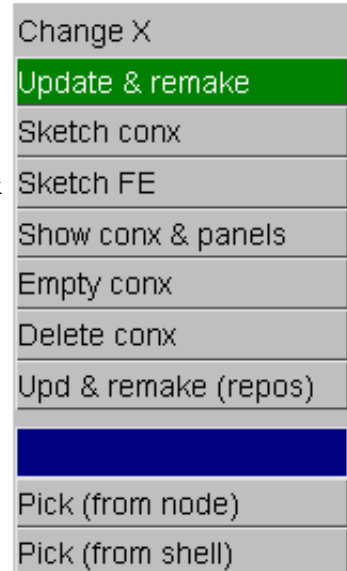 Change X
Update & remake
Sketch conx
Sketch FE
Show conx & panels
Empty conx
Delete conx
Upd & remake (repos)
Pick (from node)
Pick (from shell)